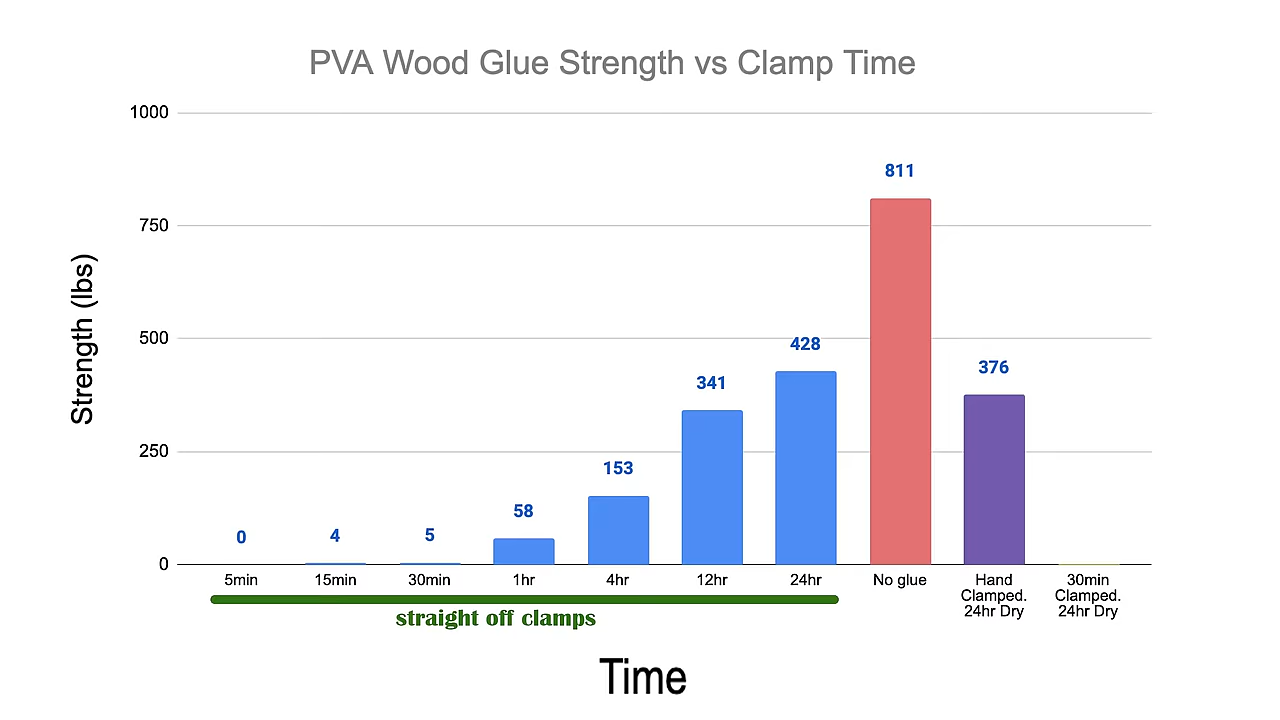 PVA Wood Glue Strength vs Clamp Time
1000
750
500
250
0
Strength (lbs)
0
4
5
58
153
341
428
811
376
5min
15min
30min
1hr
4hr
12hr
24hr
No glue
Hand
Clamped.
24hr Dry
30min
Clamped.
24hr Dry
straight off clamps
Time